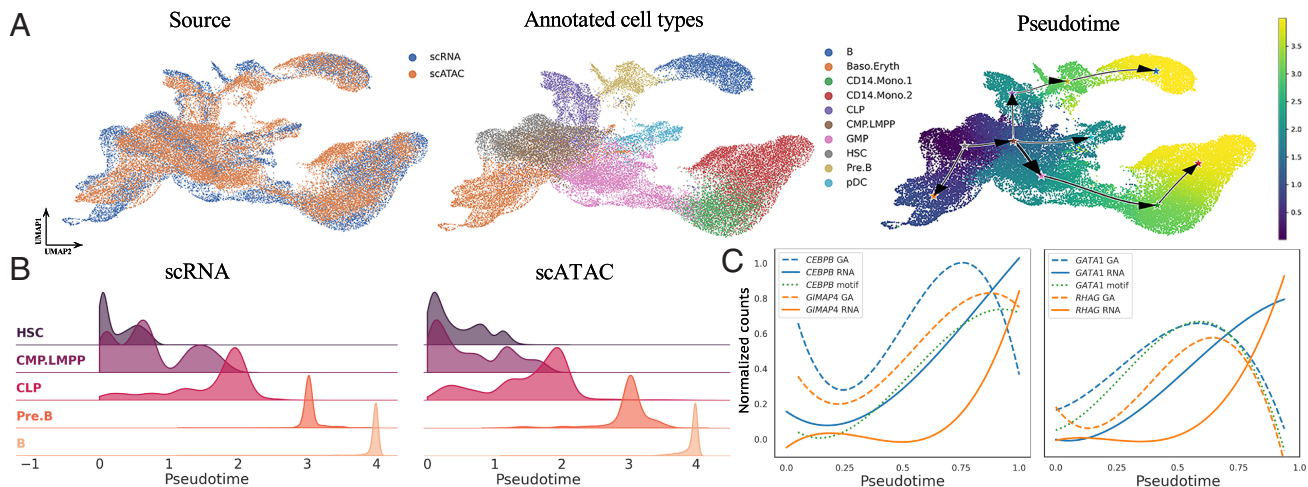 A
Source
scRNA
scATAC
UMAP1
UMAP2
Annotated cell types
B
Baso.Eryth
CD14.Mono.1
CD14.Mono.2
CLP
CMP.LMPP
GMP
HSC
Pre.B
pDC
Pseudotime
3.5
3.0
2.5
2.0
1.5
1.0
0.5
B
scRNA
scATAC
HSC
CMP.LMPP
CLP
Pre.B
B
−1 0 1 2 3 4
Pseudotime
0 1 2 3 4
Pseudotime
C
Normalized counts
1.0
0.8
0.6
0.4
0.2
0.0
CEBPB GA
CEBPB RNA
CEBPB motif
GIMAP4 GA
GIMAP4 RNA
0.0 0.25 0.5 0.75 1.0
Pseudotime
GATA1 GA
GATA1 RNA
GATA1 motif
RHAG GA
RHAG RNA
0.0 0.25 0.5 0.75 1.0
Pseudotime